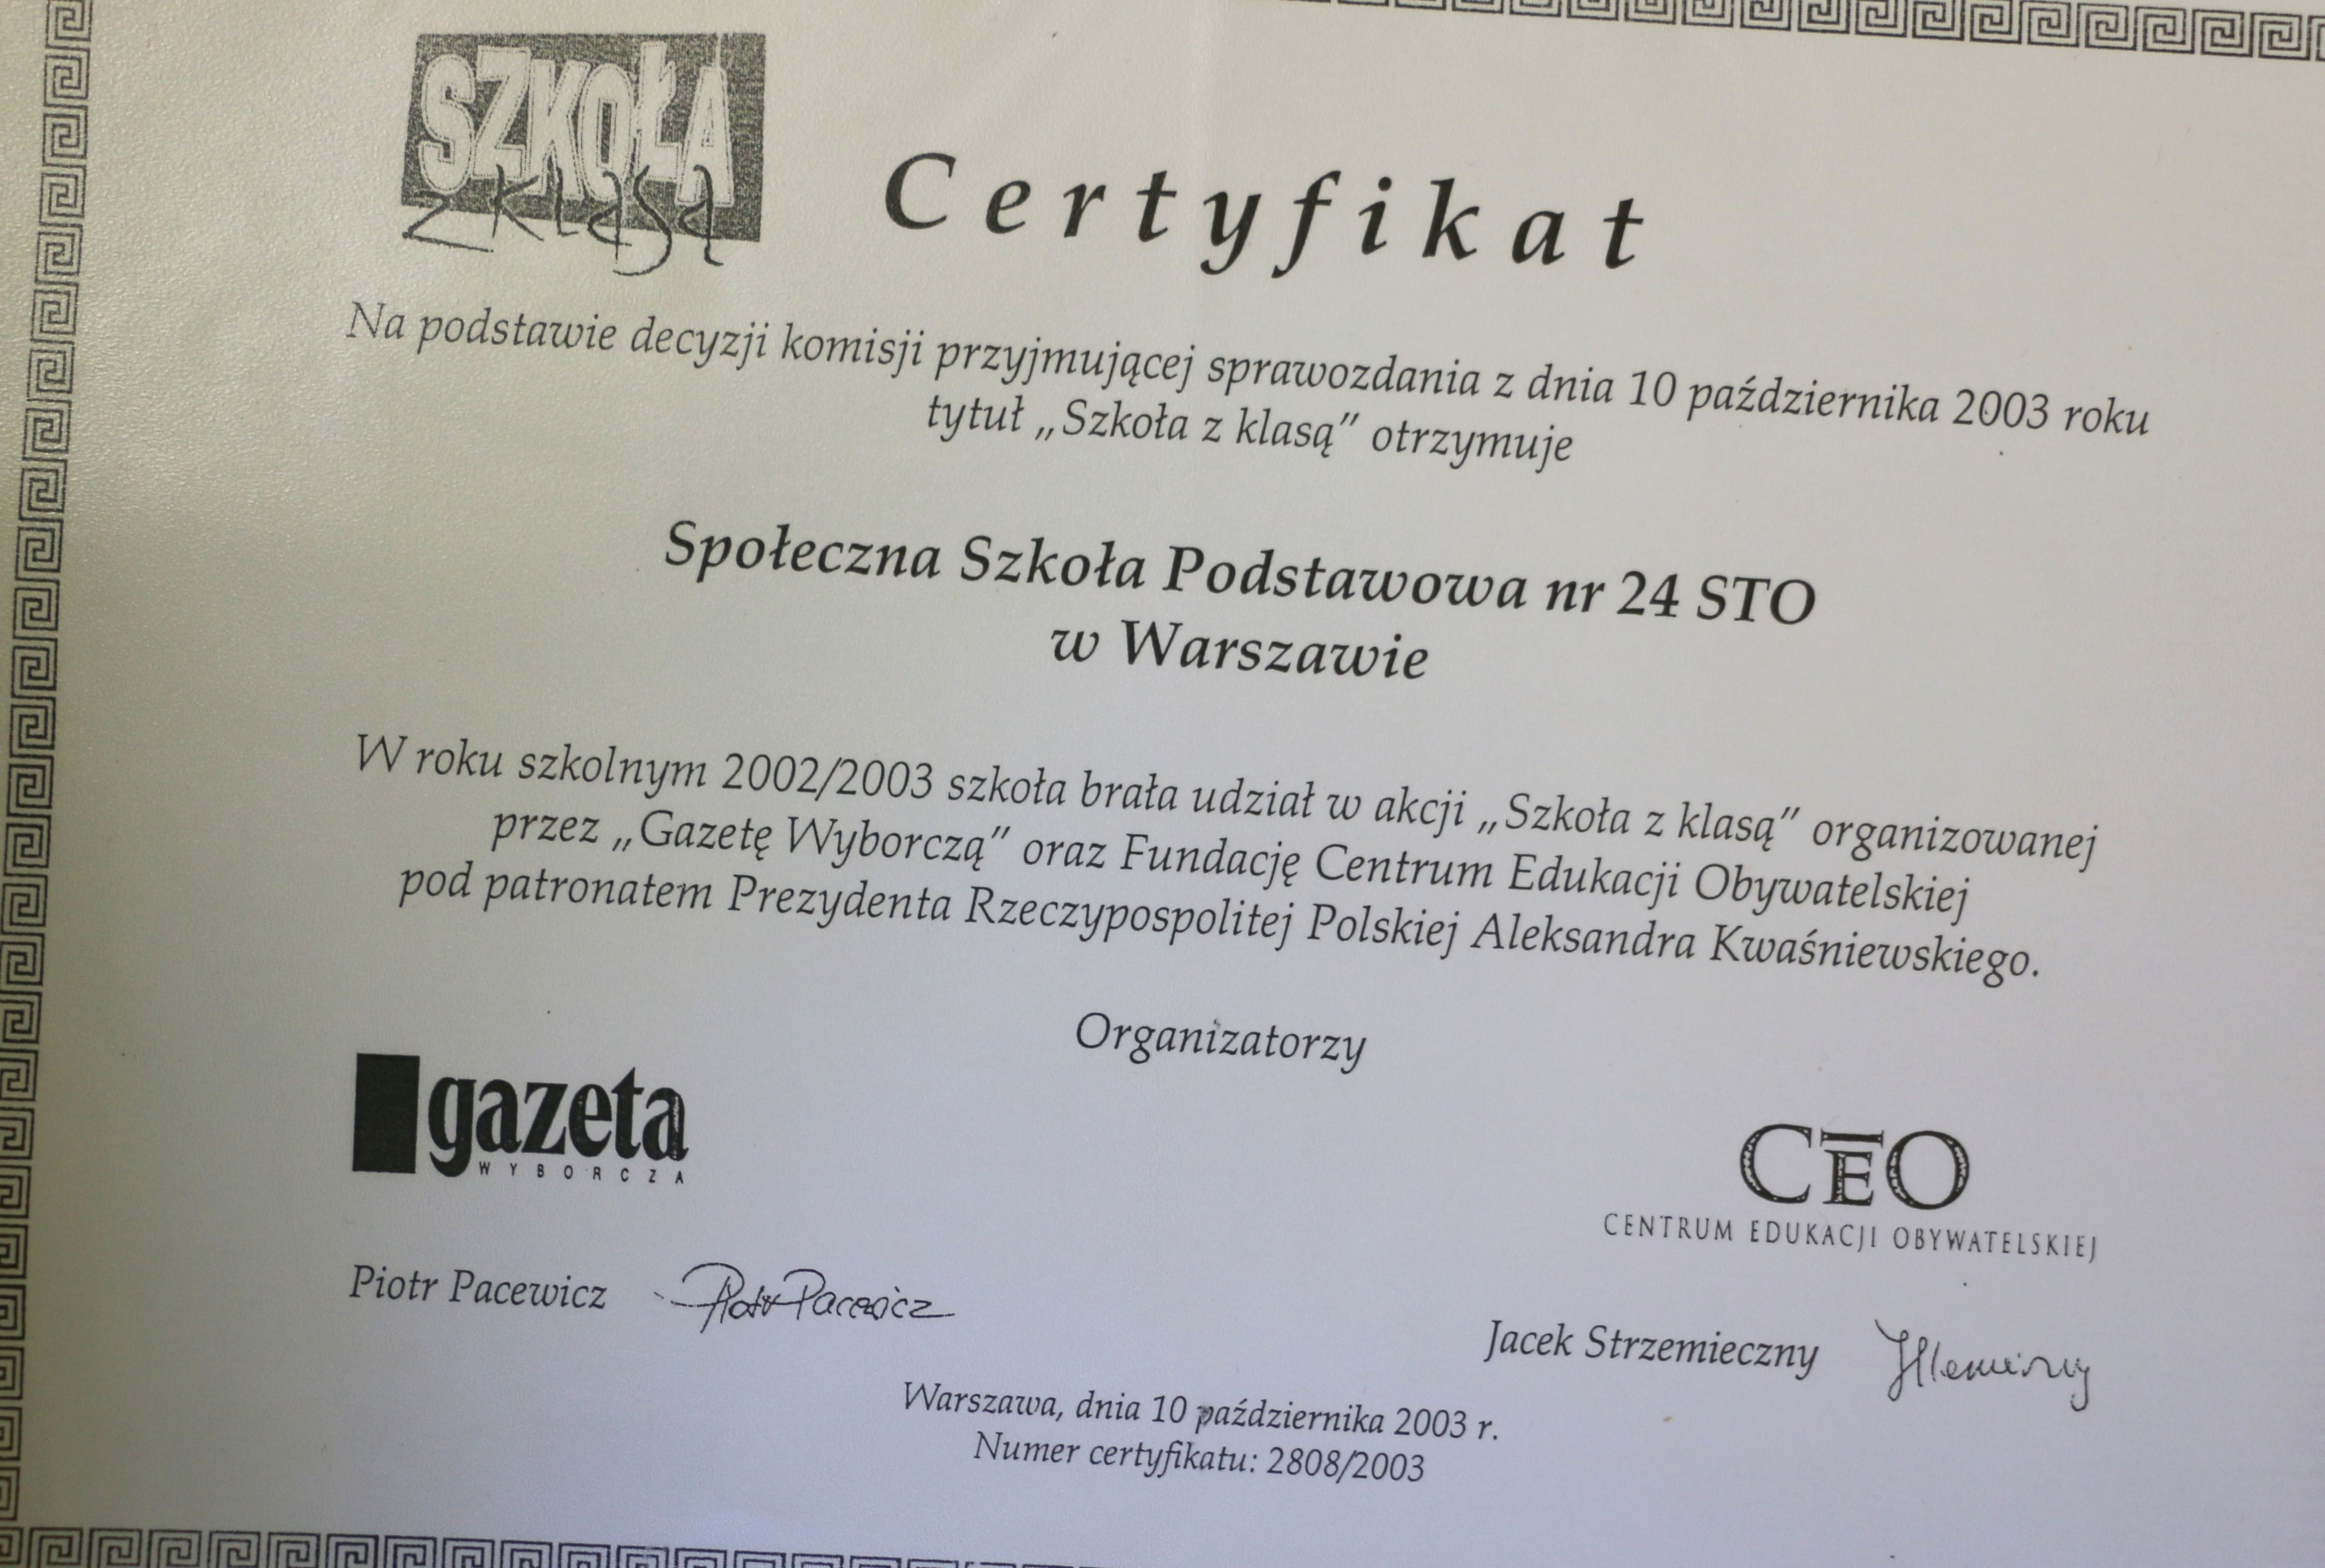 SZKOŁA
z klasą
Certyfikat
Na podstawie decyzji komisji przyjmującej sprawozdania z dnia 10 października 2003 roku
tytuł „Szkoła z klasą” otrzymuje
Społeczna Szkoła Podstawowa nr 24 STO
w Warszawie
W roku szkolnym 2002/2003 szkoła brała udział w akcji „Szkoła z klasą” organizowanej
przez „Gazetę Wyborczą” oraz Fundację Centrum Edukacji Obywatelskiej
pod patronatem Prezydenta Rzeczypospolitej Polskiej Aleksandra Kwaśniewskiego.
Organizatorzy
gazeta
WYBORCZA
CEO
CENTRUM EDUKACJI OBYWATELSKIEJ
Piotr Pacewicz Piotr Pacewicz
Jacek Strzemieczny
Warszawa, dnia 10 października 2003 r.
Numer certyfikatu: 2808/2003